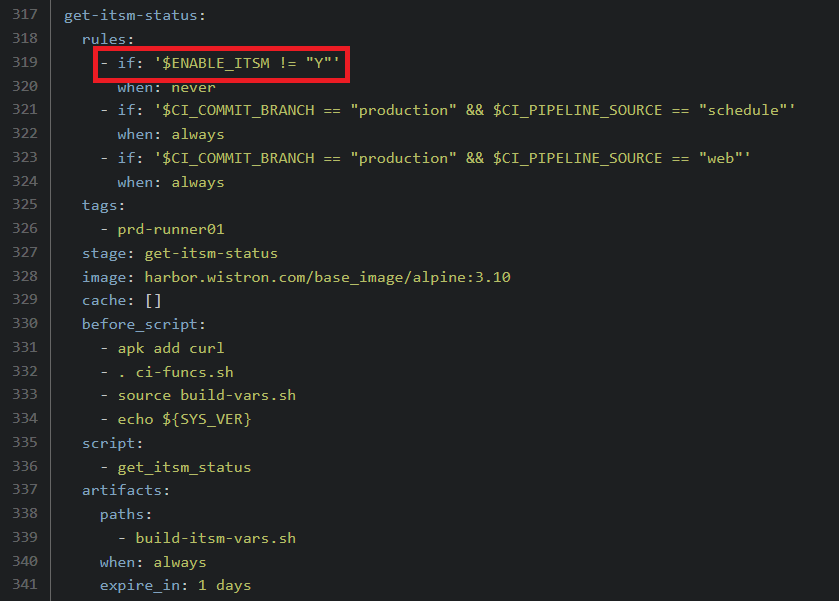 317 get-itsm-status:
318 rules:
319 - if: '$ENABLE_ITSM != "Y"'
320 when: never
321 - if: '$CI_COMMIT_BRANCH == "production" && $CI_PIPELINE_SOURCE == "schedule"'
322 when: always
323 - if: '$CI_COMMIT_BRANCH == "production" && $CI_PIPELINE_SOURCE == "web"'
324 when: always
325 tags:
326 - prd-runner01
327 stage: get-itsm-status
328 image: harbor.wistron.com/base_image/alpine:3.10
329 cache: []
330 before_script:
331 - apk add curl
332 - . ci-funcs.sh
333 - source build-vars.sh
334 - echo ${SYS_VER}
335 script:
336 - get_itsm_status
337 artifacts:
338 paths:
339 - build-itsm-vars.sh
340 when: always
341 expire_in: 1 days